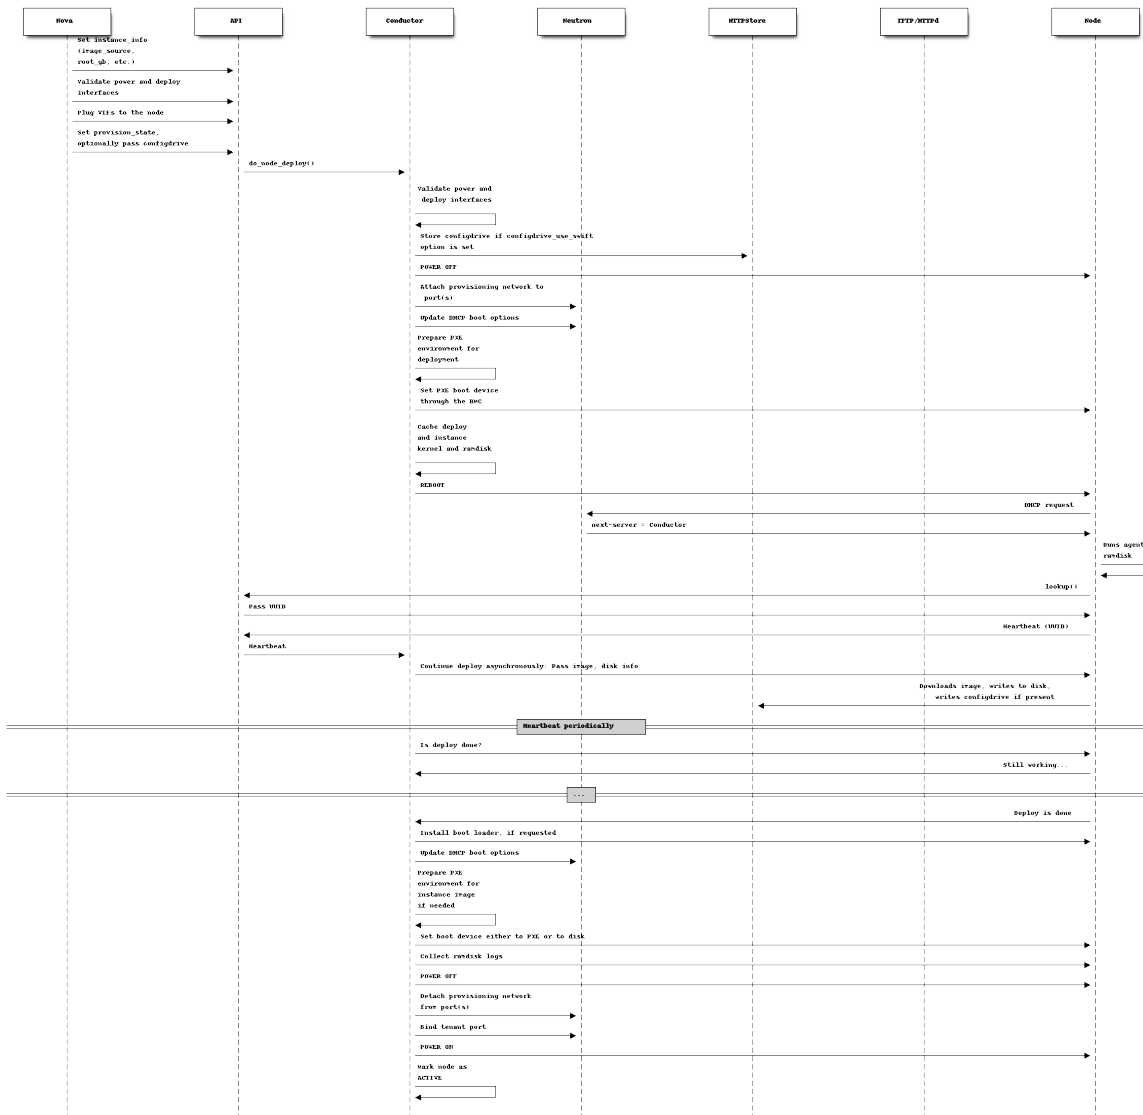 Nova
API
Conductor
Neutron
HTTPStore
TFTP/HTTPd
Node
Set instance_info
(image_source,
root_gb, etc.)
Validate power and deploy
interfaces
Plug VIFs to the node
Set provision_state,
optionally pass configdrive
do_node_deploy()
Validate power and
deploy interfaces
Store configdrive if configdrive_use_swift
option is set
POWER OFF
Attach provisioning network to
port(s)
Update DHCP boot options
Prepare PXE
environment for
deployment
Set PXE boot device
through the BMC
Cache deploy
and instance
kernel and ramdisk
REBOOT
DHCP request
next-server = Conductor
Runs agent
ramdisk
lookup()
Pass UUID
Heartbeat (UUID)
Heartbeat
Continue deploy asynchronously: Pass image, disk info
Downloads image, writes to disk,
writes configdrive if present
Heartbeat periodically
Is deploy done?
Still working...
...
Deploy is done
Install boot loader, if requested
Update DHCP boot options
Prepare PXE
environment for
instance image
if needed
Set boot device either to PXE or to disk
Collect ramdisk logs
POWER OFF
Detach provisioning network
from port(s)
Bind tenant port
POWER ON
Mark node as
ACTIVE